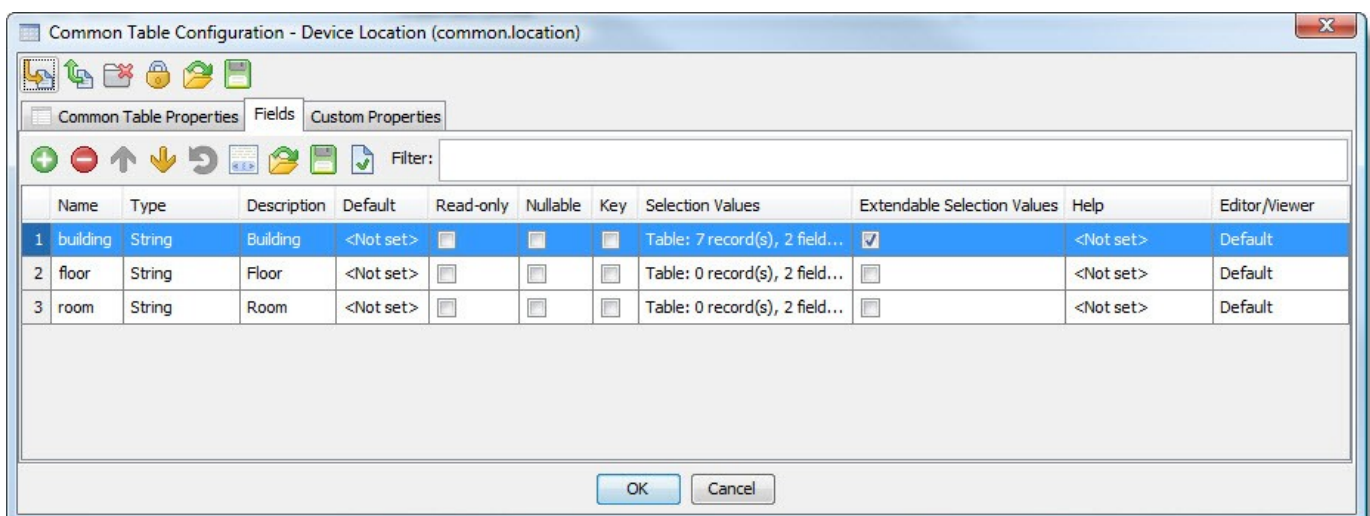 Common Table Configuration - Device Location (common.location)
Common Table Properties Fields Custom Properties
Filter:
Name Type Description Default Read-only Nullable Key Selection Values Extendable Selection Values Help Editor/Viewer
1 building String Building <Not set> Table: 7 record(s), 2 field... <Not set> Default
2 floor String Floor <Not set> Table: 0 record(s), 2 field... <Not set> Default
3 room String Room <Not set> Table: 0 record(s), 2 field... <Not set> Default
OK Cancel